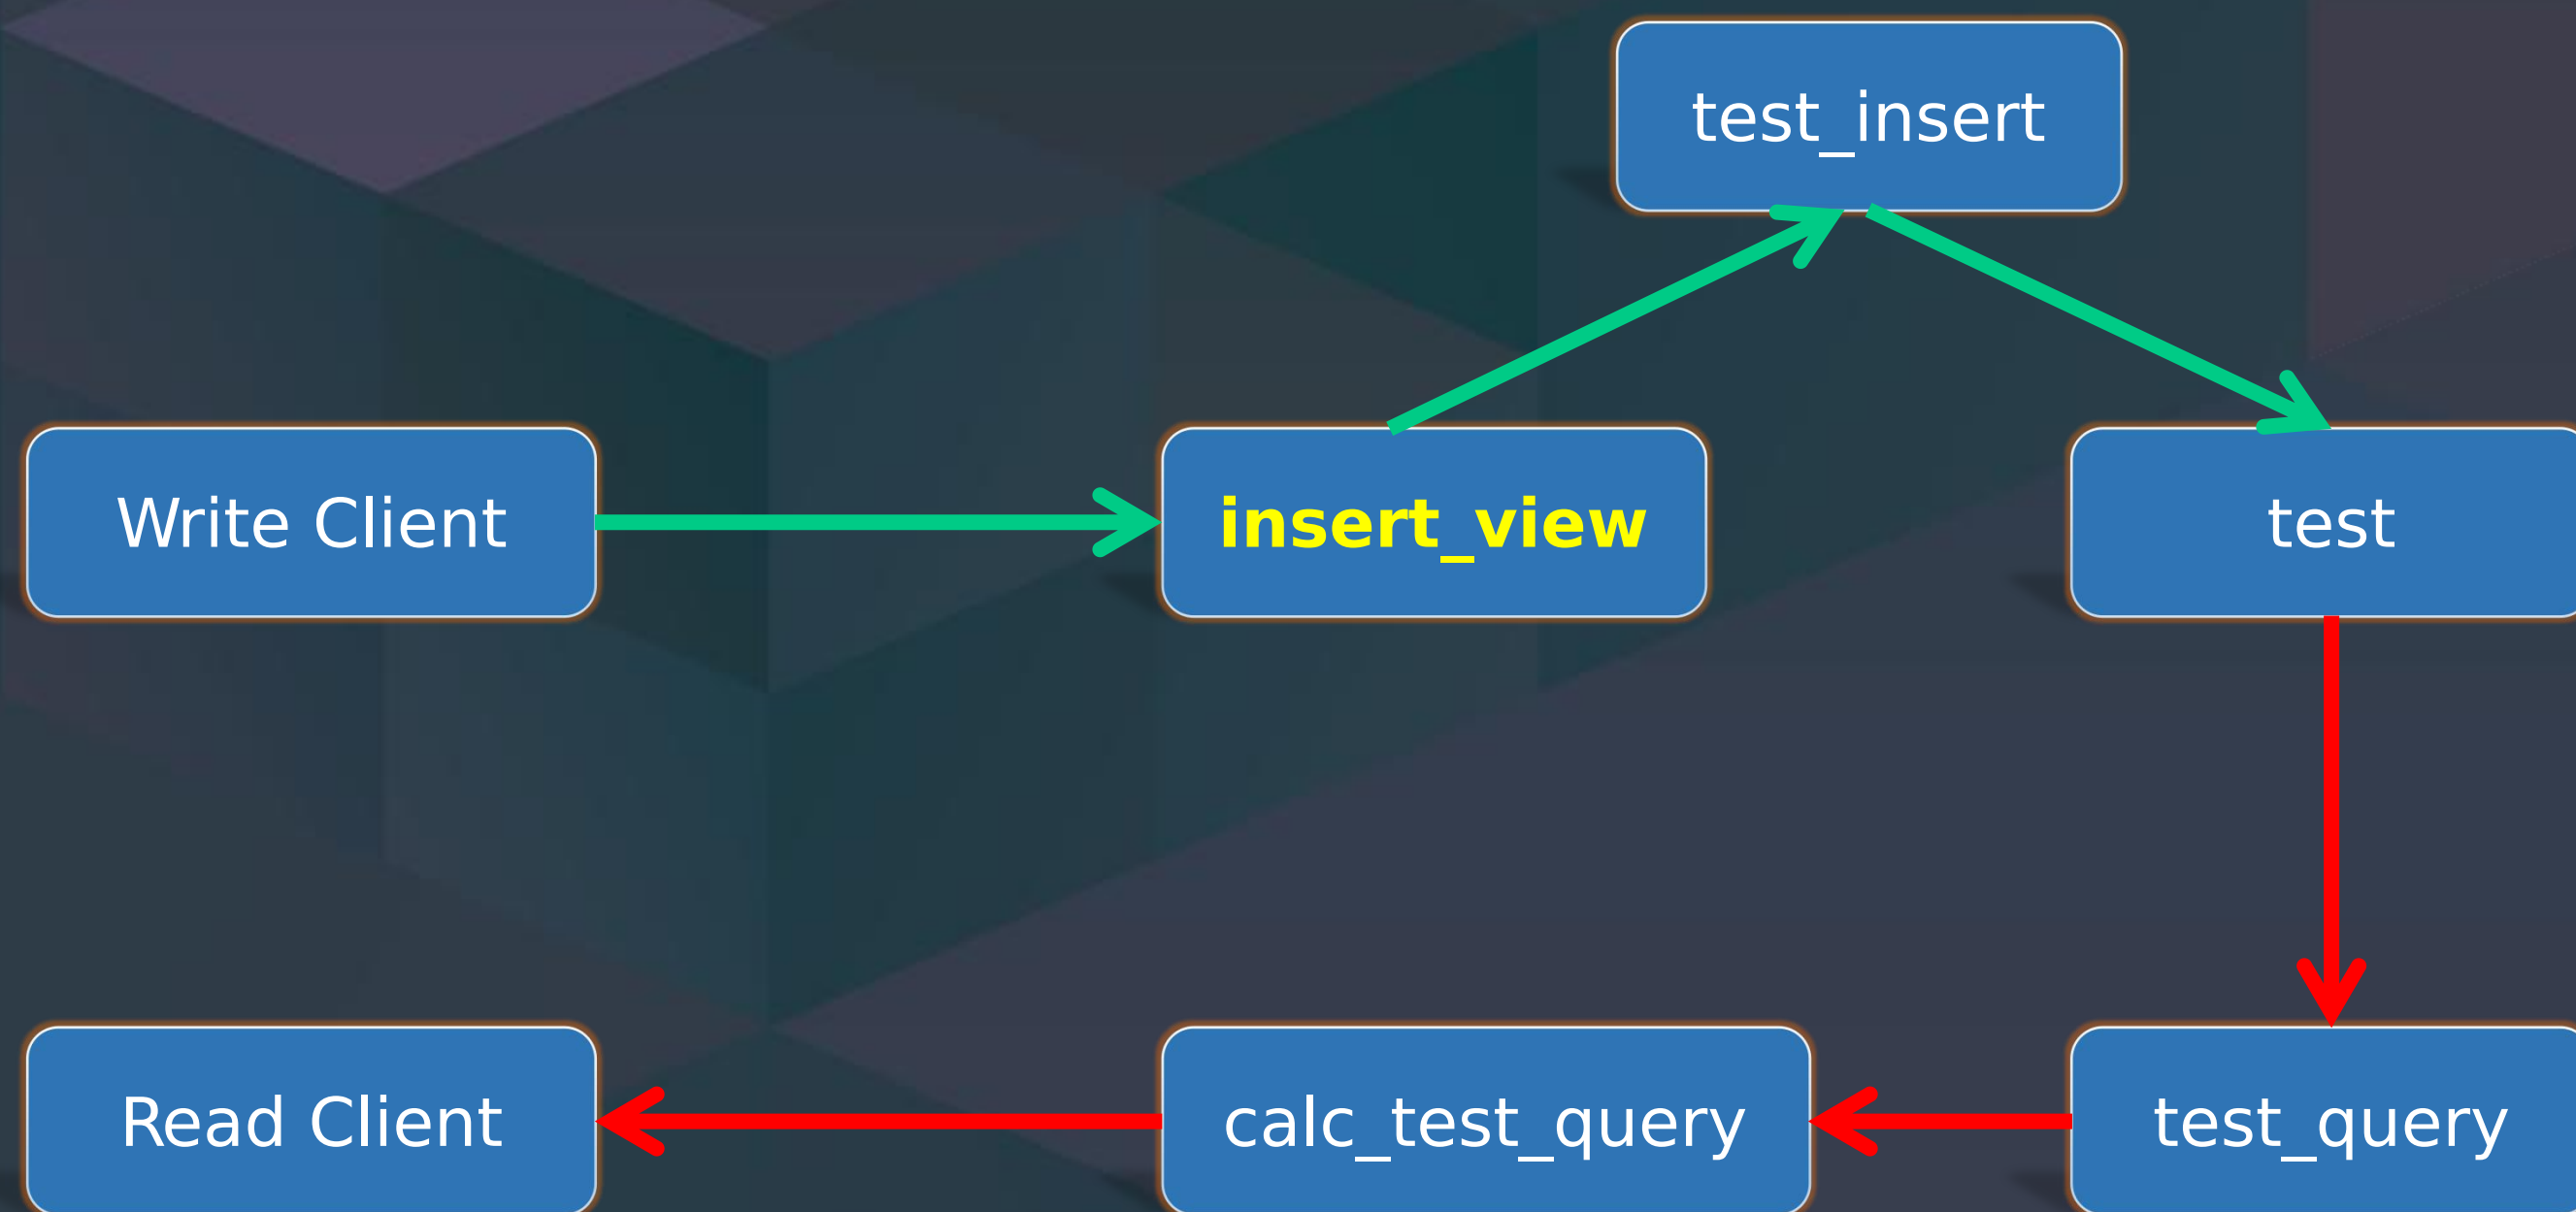 test_insert
Write Client
insert_view
test
Read Client
calc_test_query
test_query